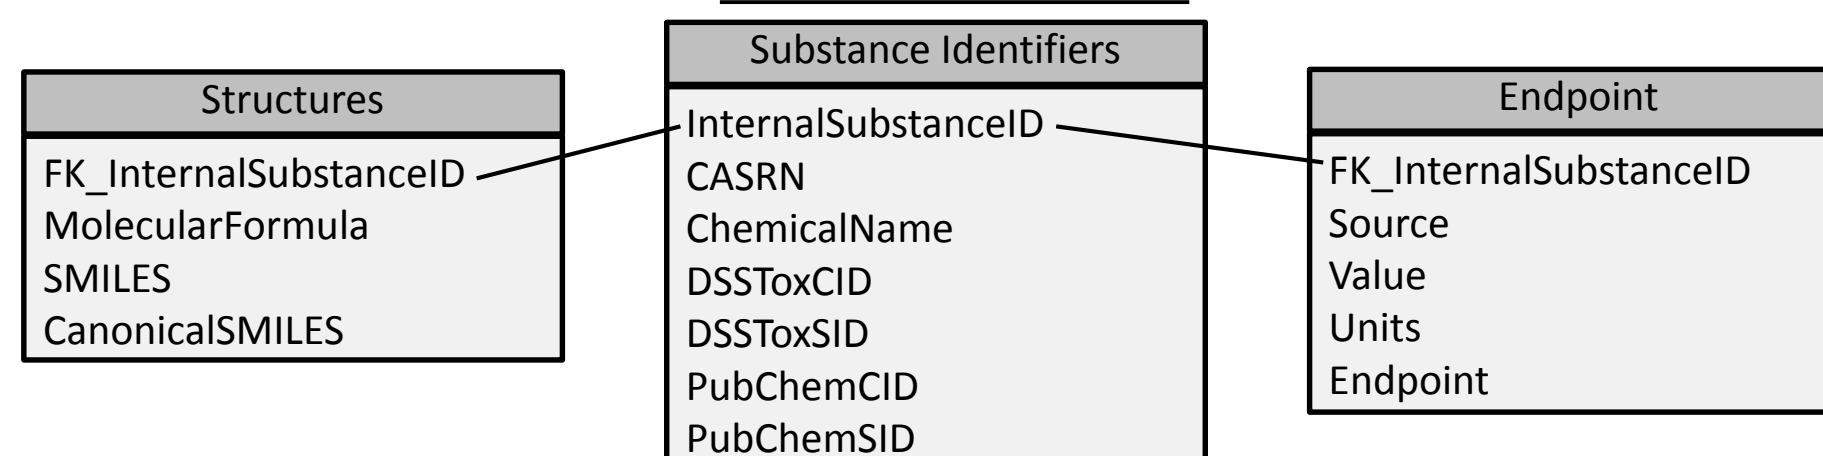 Structures
FK_InternalSubstanceID
MolecularFormula
SMILES
CanonicalSMILES
Substance Identifiers
InternalSubstanceID
CASRN
ChemicalName
DSSToxCID
DSSToxSID
PubChemCID
PubChemSID
Endpoint
FK_InternalSubstanceID
Source
Value
Units
Endpoint